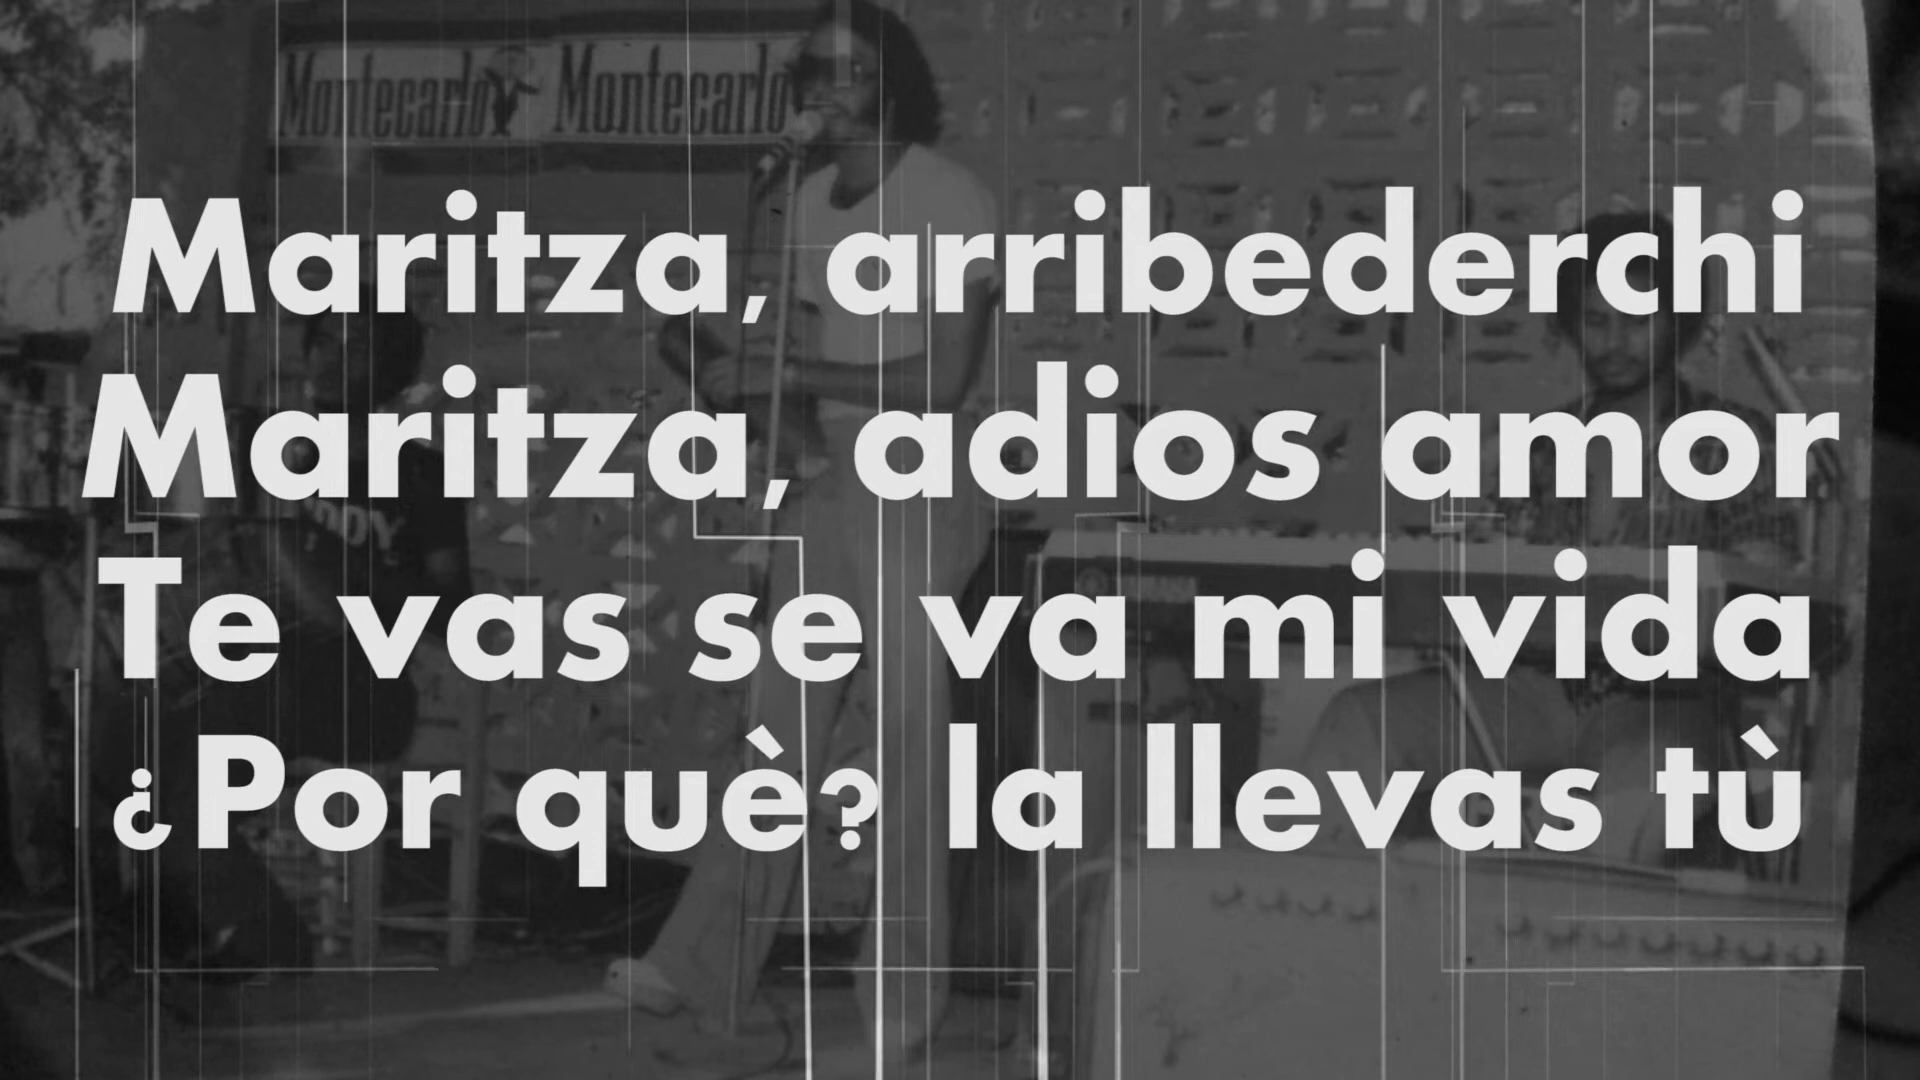 Montecarlo Montecarlo
Maritza, arribederchi
Maritza, adios amor
Te vas se va mi vida
¿Por què? la llevas tù